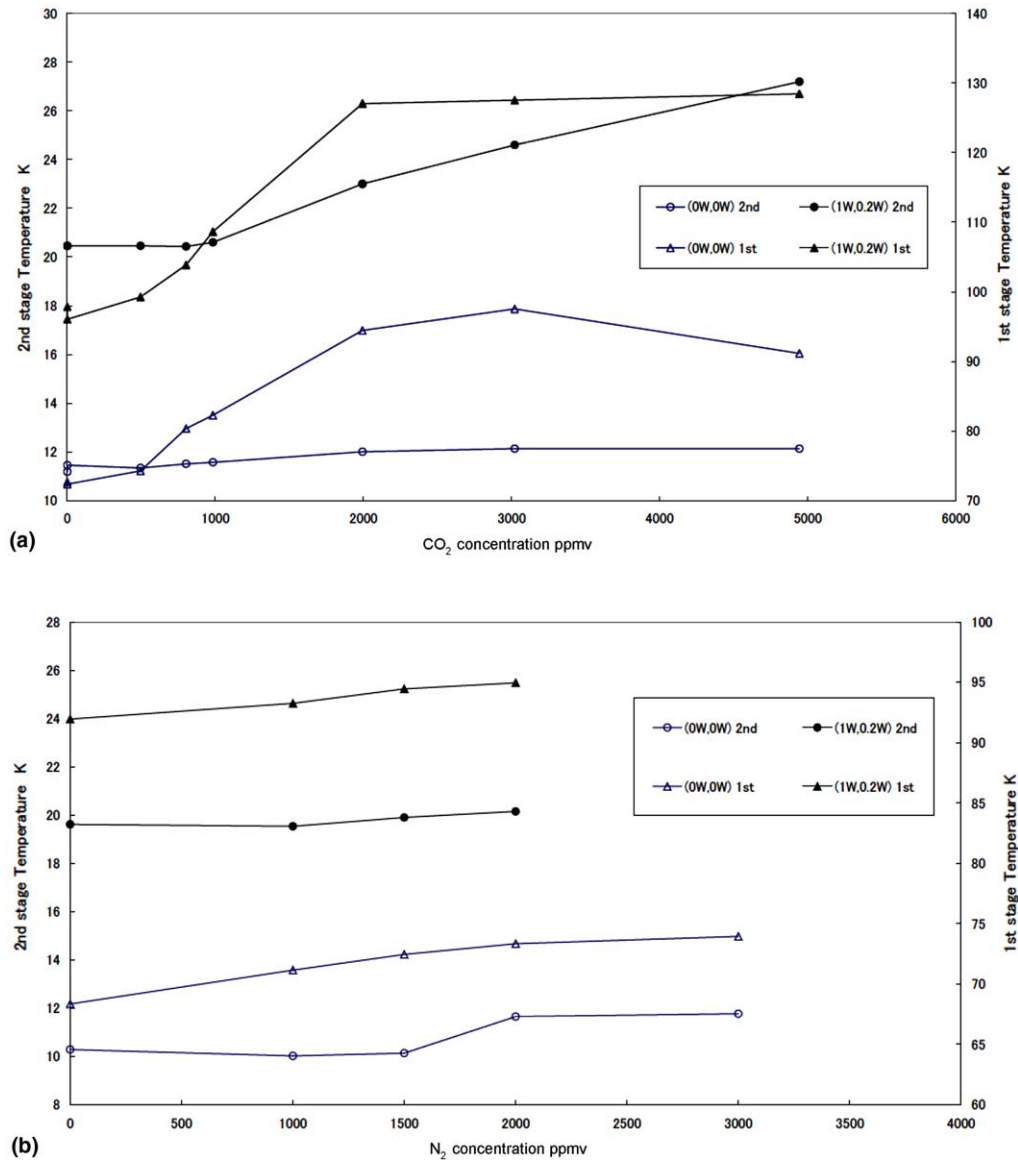 30
28
26
24
22
20
18
16
14
12
10
2nd stage Temperature K
140
130
120
110
100
90
80
70
1st stage Temperature K
(0W,0W) 2nd (1W,0.2W) 2nd
(0W,0W) 1st (1W,0.2W) 1st
0 1000 2000 3000 4000 5000 6000
(a)
CO2 concentration ppmv
28
26
24
22
20
18
16
14
12
10
8
2nd stage Temperature K
100
95
90
85
80
75
70
65
60
1st stage Temperature K
(0W,0W) 2nd (1W,0.2W) 2nd
(0W,0W) 1st (1W,0.2W) 1st
0 500 1000 1500 2000 2500 3000 3500 4000
(b)
N2 concentration ppmv